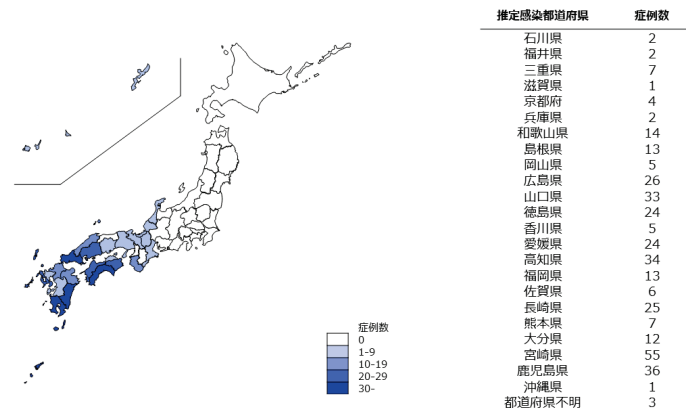 推定感染都道府県 症例数
石川県 2
福井県 2
三重県 7
滋賀県 1
京都府 4
兵庫県 2
和歌山県 14
島根県 13
岡山県 5
広島県 26
山口県 33
徳島県 24
香川県 5
愛媛県 24
高知県 34
福岡県 13
佐賀県 6
長崎県 25
熊本県 7
大分県 12
宮崎県 55
鹿児島県 36
沖縄県 1
都道府県不明 3
症例数
0
1-9
10-19
20-29
30-